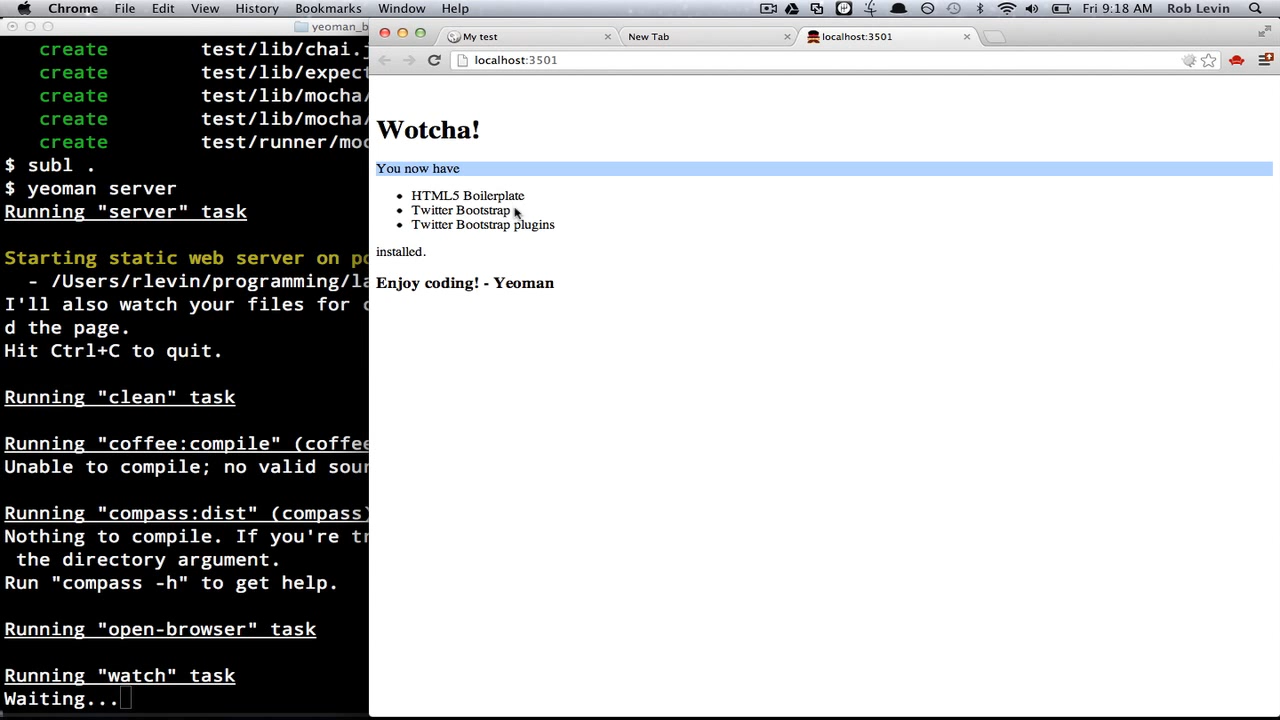 Chrome File Edit View History Bookmarks Window Help Fri 9:18 AM Rob Levin
yeoman_b
My test
New Tab
localhost:3501
localhost:3501
create test/lib/chai.
create test/lib/expect
create test/lib/mocha/
create test/lib/mocha/
create test/runner/mo
$ subl .
$ yeoman server
Running "server" task
Starting static web server on po
- /Users/rlevin/programming/la
I'll also watch your files for c
d the page.
Hit Ctrl+C to quit.
Running "clean" task
Running "coffee:compile" (coffee
Unable to compile; no valid sour
Running "compass:dist" (compass)
Nothing to compile. If you're tr
the directory argument.
Run "compass -h" to get help.
Running "open-browser" task
Running "watch" task
Waiting...
Wotcha!
You now have
• HTML5 Boilerplate
• Twitter Bootstrap
• Twitter Bootstrap plugins
installed.
Enjoy coding! - Yeoman